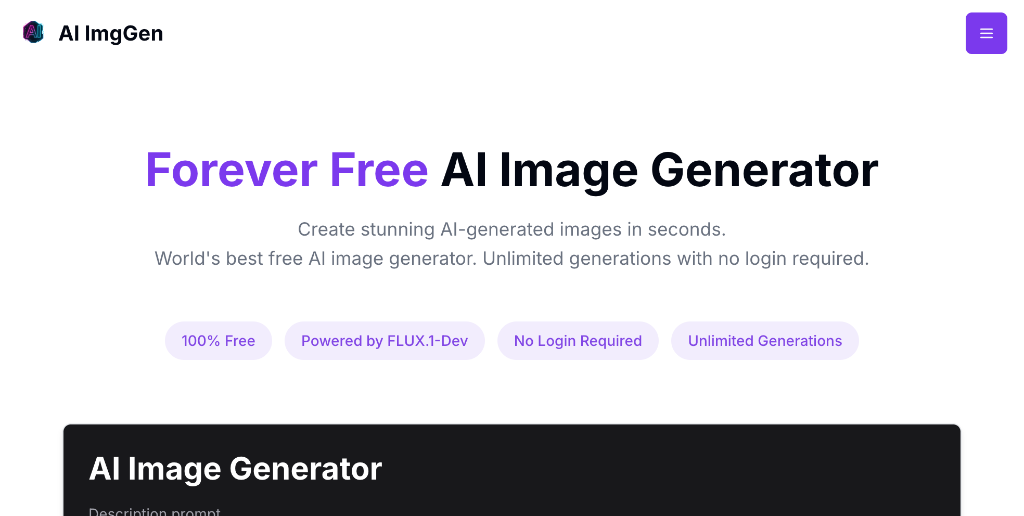 AI ImgGen
Forever Free AI Image Generator
Create stunning AI-generated images in seconds.
World's best free AI image generator. Unlimited generations with no login required.
100% Free
Powered by FLUX.1-Dev
No Login Required
Unlimited Generations
AI Image Generator
Description prompt